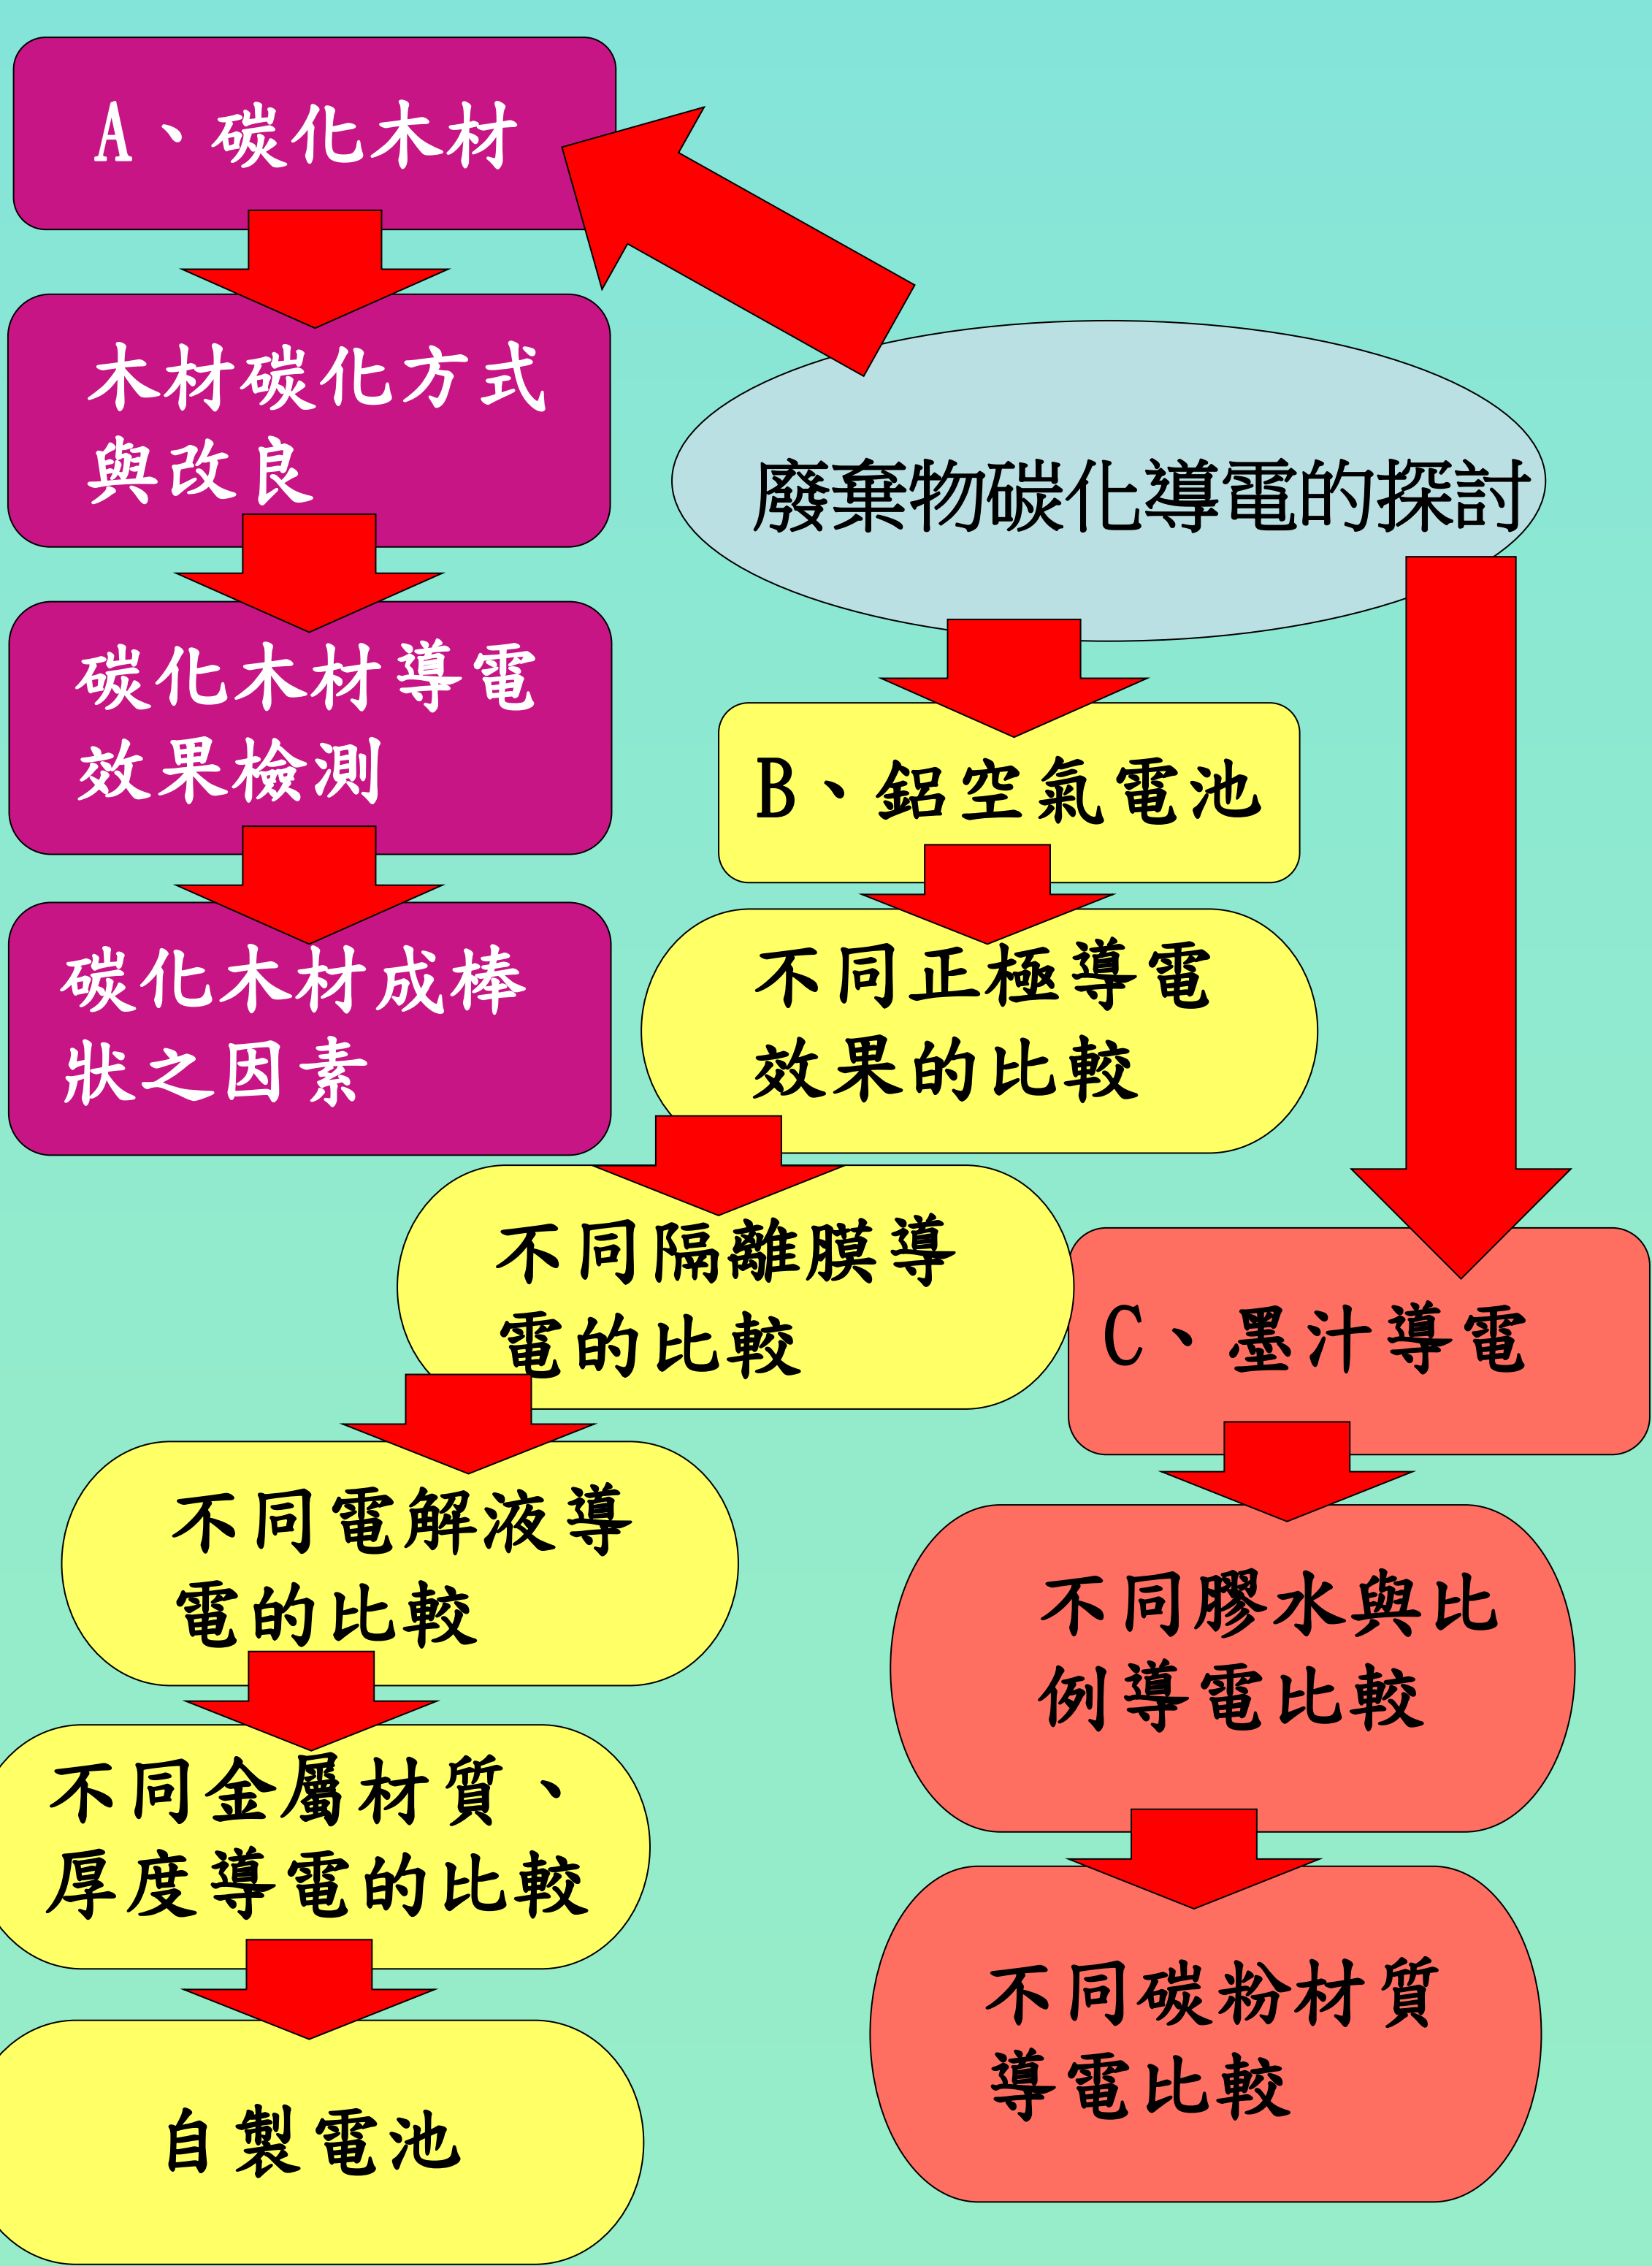 廢棄物碳化導電的探討
A、碳化木材
木材碳化方式
與改良
碳化木材導電
效果檢測
碳化木材成棒
狀之因素
B、鋁空氣電池
不同正極導電
效果的比較
不同隔離膜導
電的比較
不同電解液導
電的比較
不同金屬材質、
厚度導電的比較
自製電池
C、墨汁導電
不同膠水與比
例導電比較
不同碳粉材質
導電比較